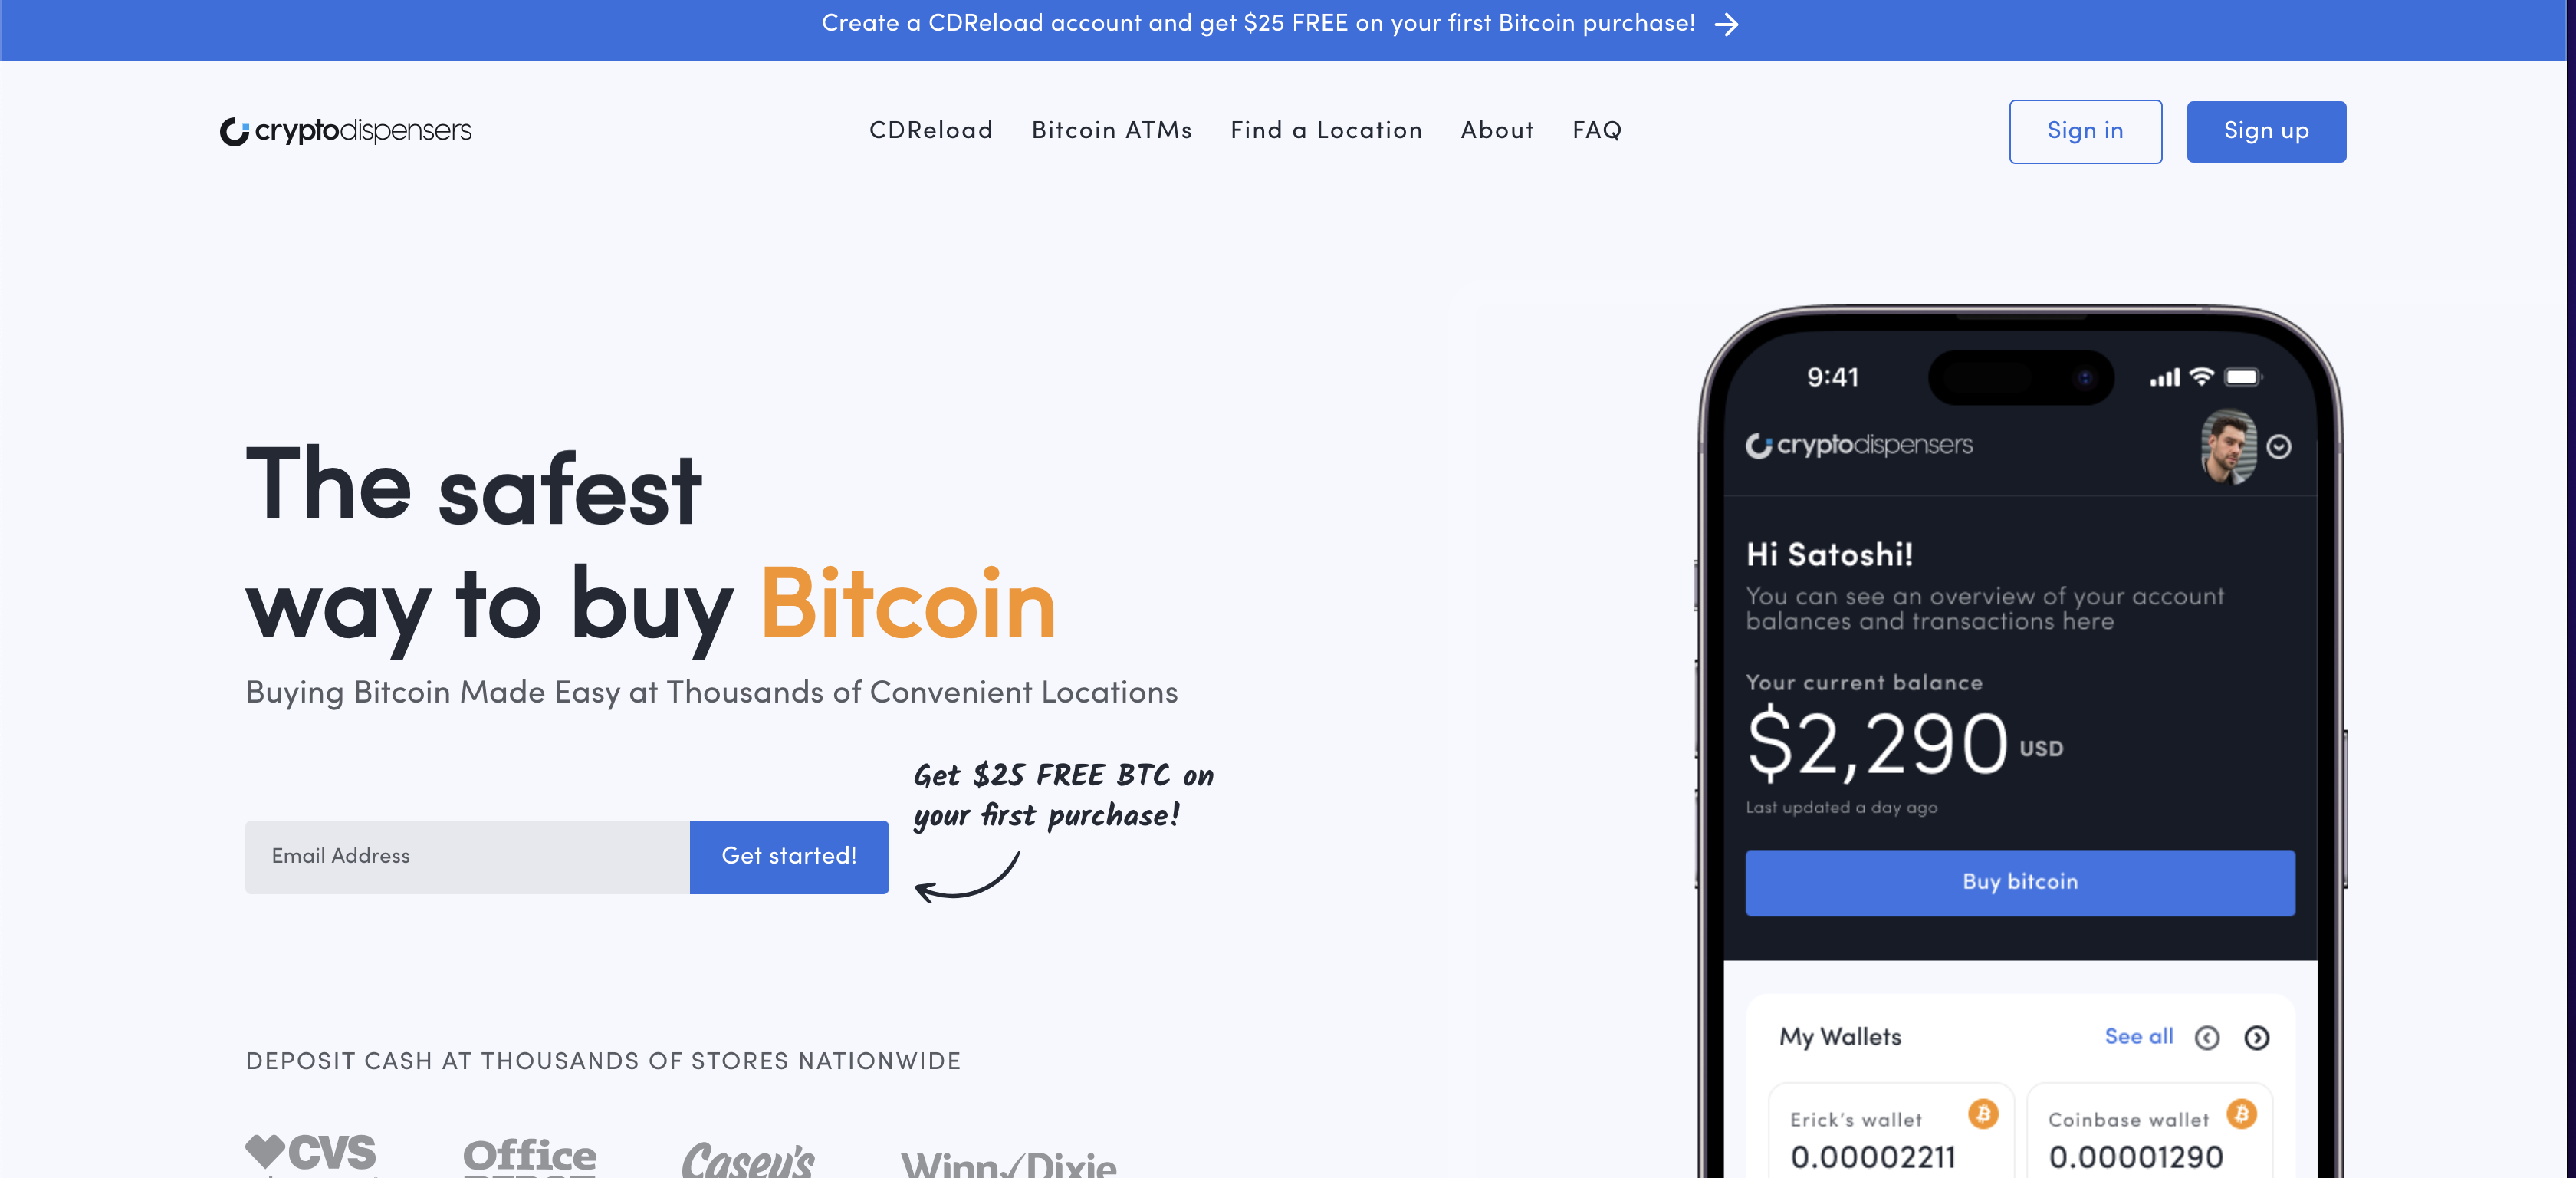 Create a CDReload account and get $25 FREE on your first Bitcoin purchase!
cryptodispensers
CDReload
Bitcoin ATMs
Find a Location
About
FAQ
Sign in
Sign up
The safest
way to buy Bitcoin
Buying Bitcoin Made Easy at Thousands of Convenient Locations
Get $25 FREE BTC on
your first purchase!
Email Address
Get started!
DEPOSIT CASH AT THOUSANDS OF STORES NATIONWIDE
CVS
Office
DEPOT
Casey's
Winn Dixie
9:41
cryptodispensers
Hi Satoshi!
You can see an overview of your account
balances and transactions here
Your current balance
$2,290 USD
Last updated a day ago
Buy bitcoin
My Wallets
See all
Erick's wallet
0.00002211
Coinbase wallet
0.00001290